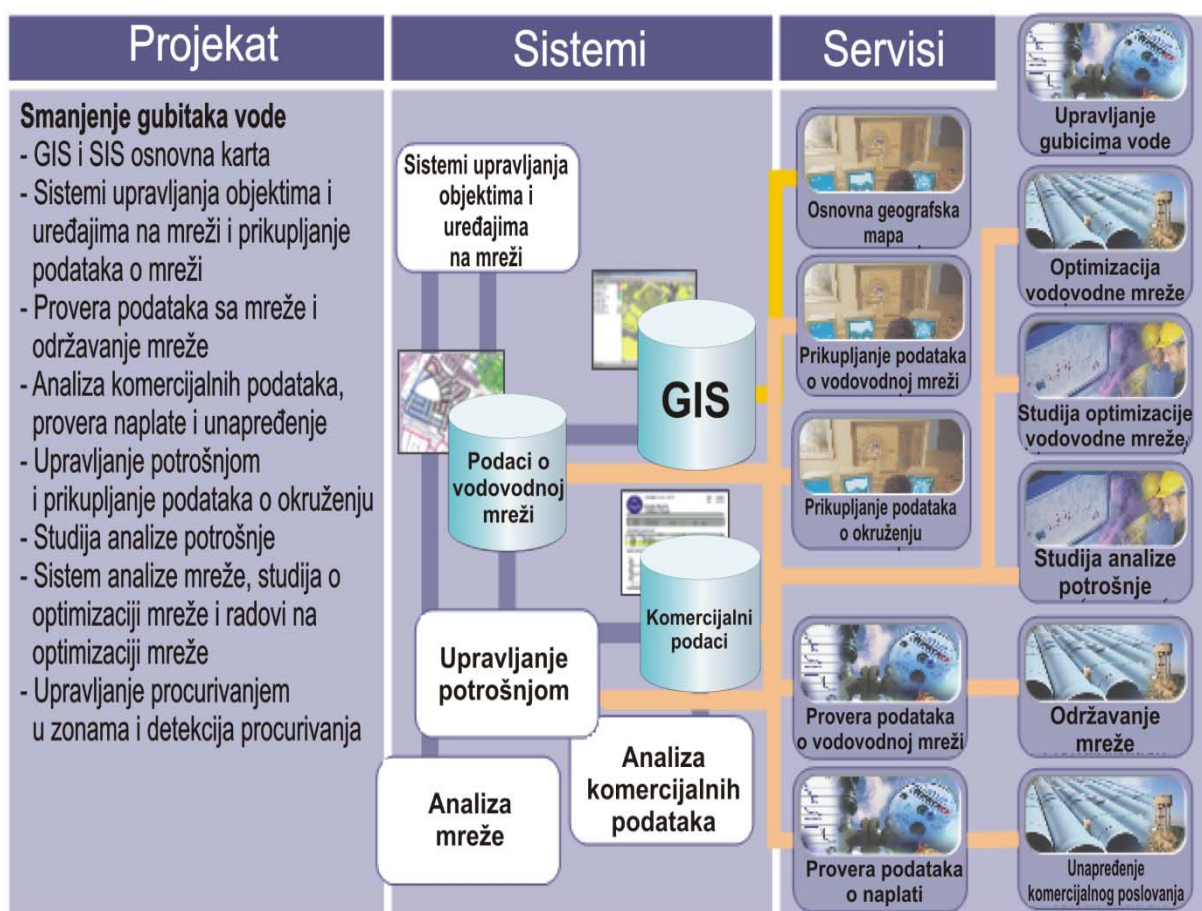 Projekat
Smanjenje gubitaka vode
- GIS i SIS osnovna karta
- Sistemi upravljanja objektima i
uređajima na mreži i prikupljanje
podataka o mreži
- Provera podataka sa mreže i
održavanje mreže
- Analiza komercijalnih podataka,
provera naplate i unapređenje
- Upravljanje potrošnjom
i prikupljanje podataka o okruženju
- Studija analize potrošnje
- Sistem analize mreže, studija o
optimizaciji mreže i radovi na
optimizaciji mreže
- Upravljanje procurivanjem
u zonama i detekcija procurivanja
Sistemi
Sistemi upravljanja
objektima i
uređajima
na mreži
GIS
Podaci o
vodovodnoj
mreži
Komercijalni
podaci
Upravljanje
potrošnjom
Analiza
komercijalnih
podataka
Analiza
mreže
Servisi
Osnovna geografska
mapa
Prikupljanje podataka
o vodovodnoj mreži
Prikupljanje podataka
o okruženju
Provera podataka
o vodovodnoj mreži
Provera podataka
o naplati
Upravljanje
gubicima vode
Optimizacija
vodovodne mreže
Studija optimizacije
vodovodne mreže
Studija analize
potrošnje
Održavanje
mreže
Unapređenje
komercijalnog poslovanja